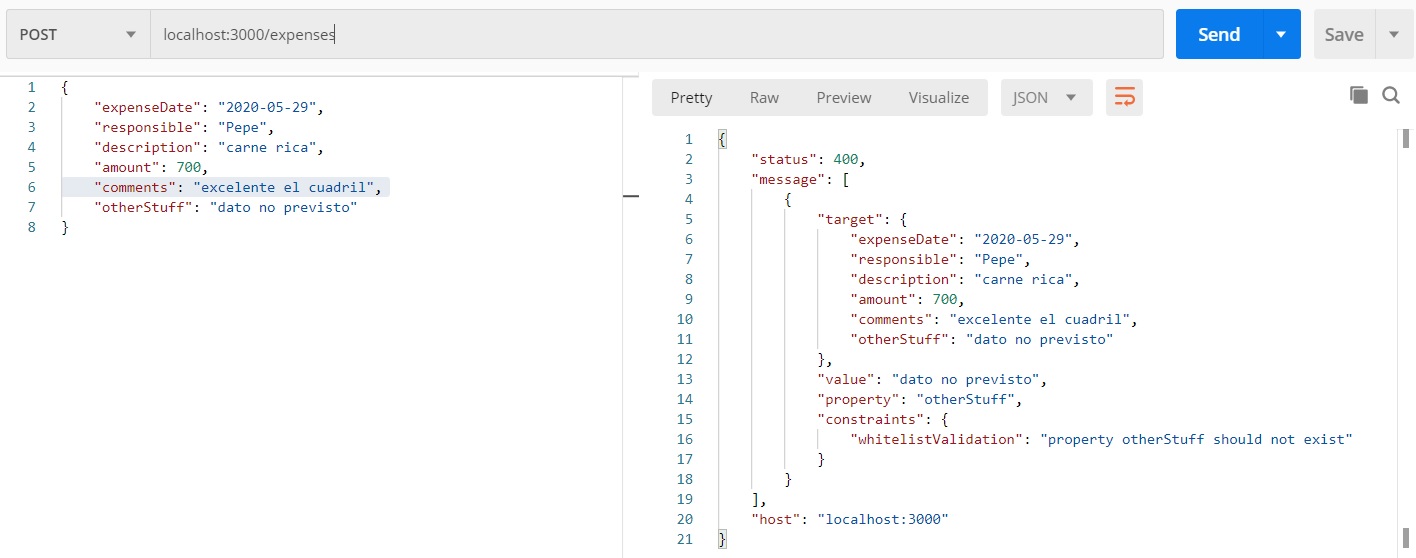 POST localhost:3000/expenses Send Save
1 {
2 "expenseDate": "2020-05-29",
3 "responsible": "Pepe",
4 "description": "carne rica",
5 "amount": 700,
6 "comments": "excelente el cuadril",
7 "otherStuff": "dato no previsto"
8 }
Pretty Raw Preview Visualize JSON
1 {
2 "status": 400,
3 "message": [
4 {
5 "target": {
6 "expenseDate": "2020-05-29",
7 "responsible": "Pepe",
8 "description": "carne rica",
9 "amount": 700,
10 "comments": "excelente el cuadril",
11 "otherStuff": "dato no previsto"
12 },
13 "value": "dato no previsto",
14 "property": "otherStuff",
15 "constraints": {
16 "whitelistValidation": "property otherStuff should not exist"
17 }
18 }
19 ],
20 "host": "localhost:3000"
21 }